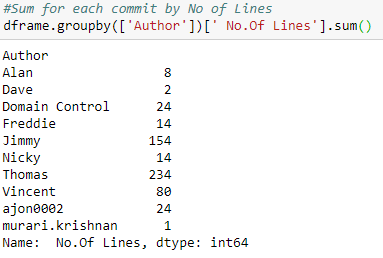 #Sum for each commit by No of Lines
dframe.groupby(['Author'])[' No.Of Lines'].sum()
Author
Alan 8
Dave 2
Domain Control 24
Freddie 14
Jimmy 154
Nicky 14
Thomas 234
Vincent 80
ajon0002 24
murari.krishnan 1
Name:  No.Of Lines, dtype: int64